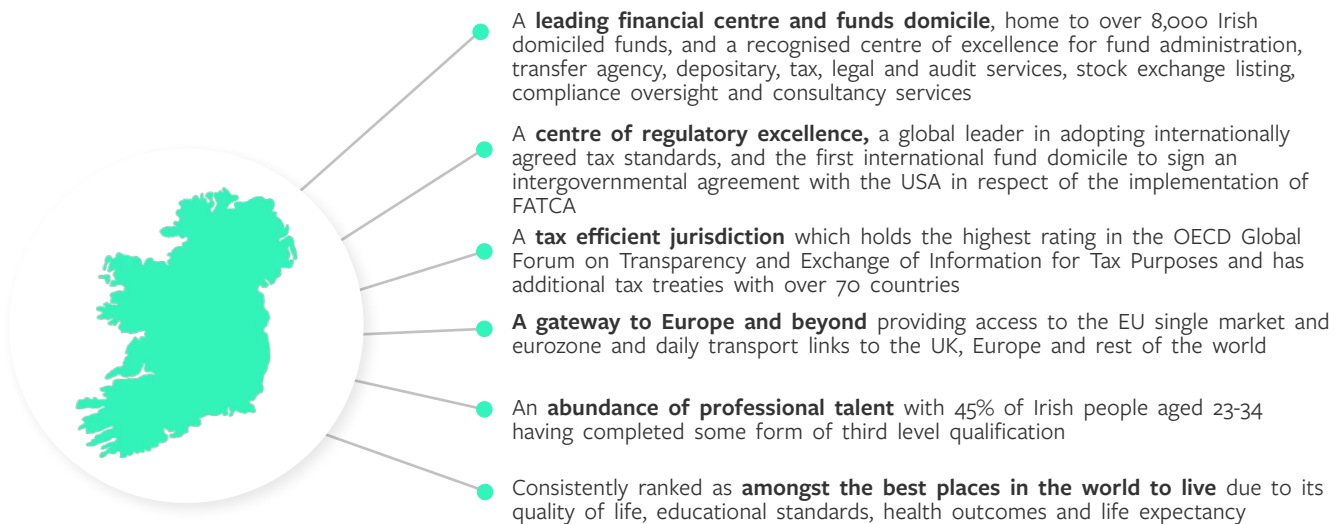 A leading financial centre and funds domicile, home to over 8,000 Irish
domiciled funds, and a recognised centre of excellence for fund administration,
transfer agency, depositary, tax, legal and audit services, stock exchange listing,
compliance oversight and consultancy services
A centre of regulatory excellence, a global leader in adopting internationally
agreed tax standards, and the first international fund domicile to sign an
intergovernmental agreement with the USA in respect of the implementation of
FATCA
A tax efficient jurisdiction which holds the highest rating in the OECD Global
Forum on Transparency and Exchange of Information for Tax Purposes and has
additional tax treaties with over 70 countries
A gateway to Europe and beyond providing access to the EU single market and
eurozone and daily transport links to the UK, Europe and rest of the world
An abundance of professional talent with 45% of Irish people aged 23-34
having completed some form of third level qualification
Consistently ranked as amongst the best places in the world to live due to its
quality of life, educational standards, health outcomes and life expectancy